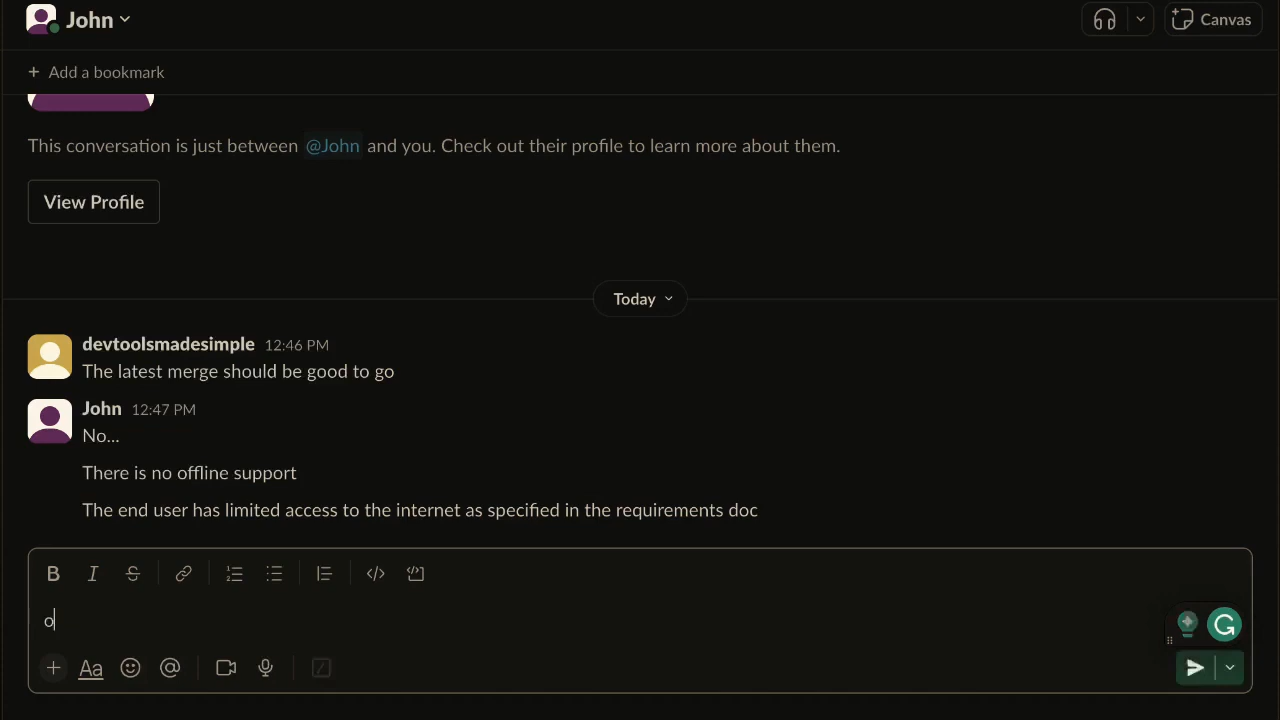 John
Canvas
+ Add a bookmark
This conversation is just between @John and you. Check out their profile to learn more about them.
View Profile
Today
devtoolsmadesimple 12:46 PM
The latest merge should be good to go
John 12:47 PM
No...
There is no offline support
The end user has limited access to the internet as specified in the requirements doc
B I S
o
Aa